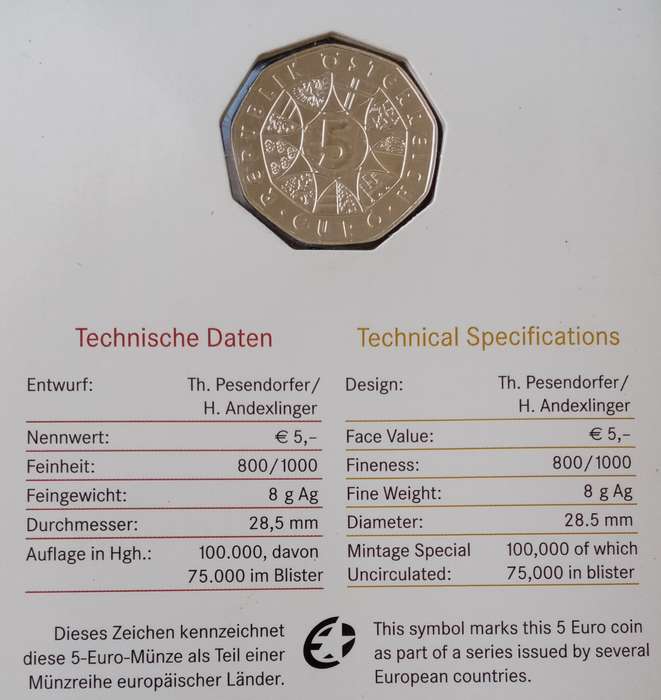 REPUBLIK ÖSTERREICH
5
EURO
Technische Daten
Entwurf: Th. Pesendorfer/
H. Andexlinger
Nennwert: € 5,–
Feinheit: 800/1000
Feingewicht: 8 g Ag
Durchmesser: 28,5 mm
Auflage in Hgh.: 100.000, davon
75.000 im Blister
Dieses Zeichen kennzeichnet
diese 5-Euro-Münze als Teil einer
Münzreihe europäischer Länder.
Technical Specifications
Design: Th. Pesendorfer/
H. Andexlinger
Face Value: € 5,–
Fineness: 800/1000
Fine Weight: 8 g Ag
Diameter: 28.5 mm
Mintage Special 100,000 of which
Uncirculated: 75,000 in blister
This symbol marks this 5 Euro coin
as part of a series issued by several
European countries.